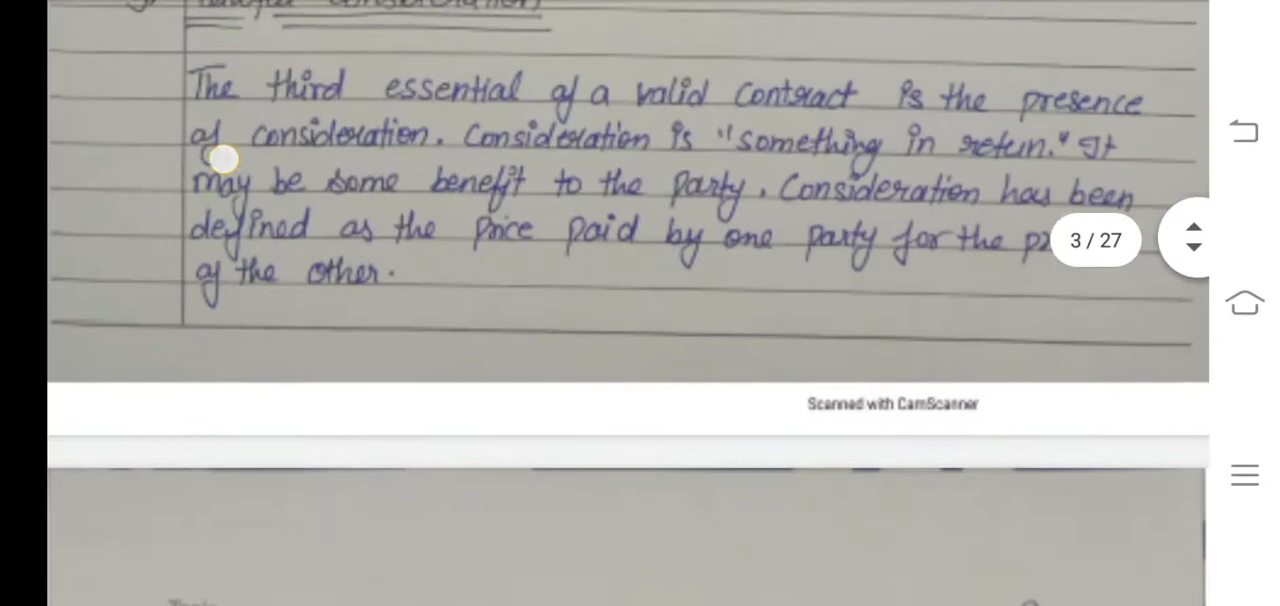 consideration
The third essential of a valid contract is the presence
of consideration. Consideration is "something in return." It
may be some benefit to the party. Consideration has been
defined as the price paid by one party for the
3 / 27
of the other.
Scanned with CamScanner